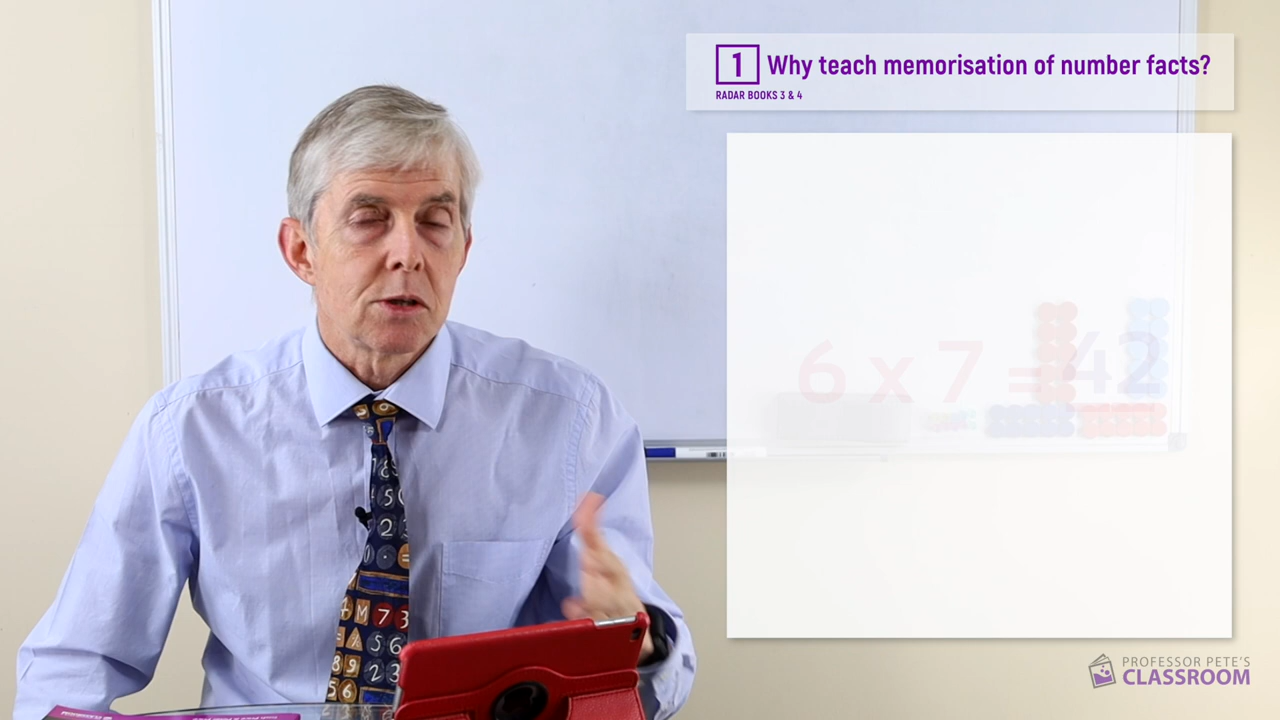 1 Why teach memorisation of number facts?
RADAR BOOKS 3 & 4
6 x 7 = 42
PROFESSOR PETE'S
CLASSROOM